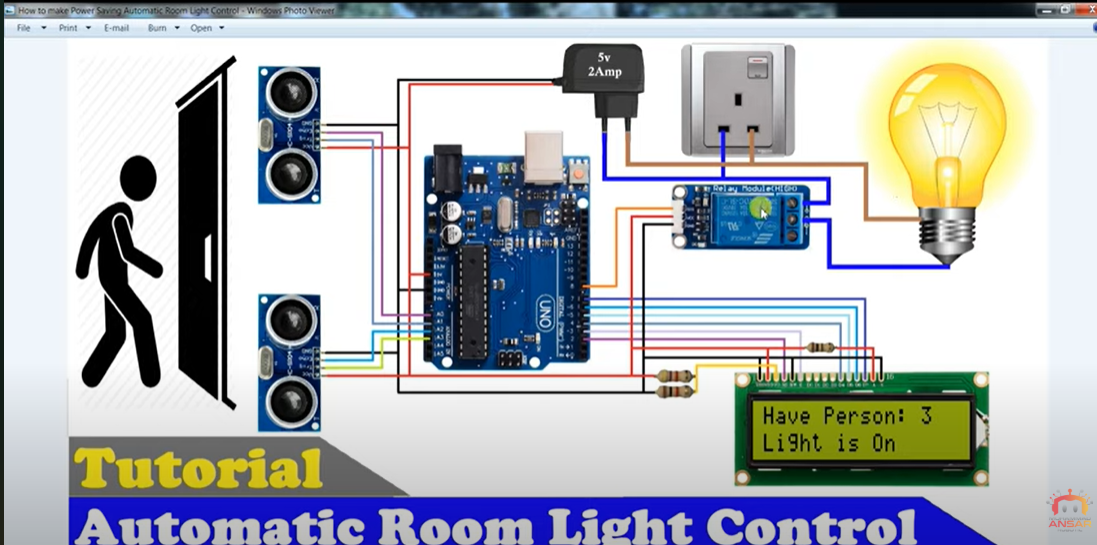 How to make Power Saving Automatic Room Light Control - Windows Photo Viewer
File Print E-mail Burn Open
5v
2Amp
Relay Module(HIGH)
UNO
Have Person: 3
Light is On
Tutorial
Automatic Room Light Control
ANSARI